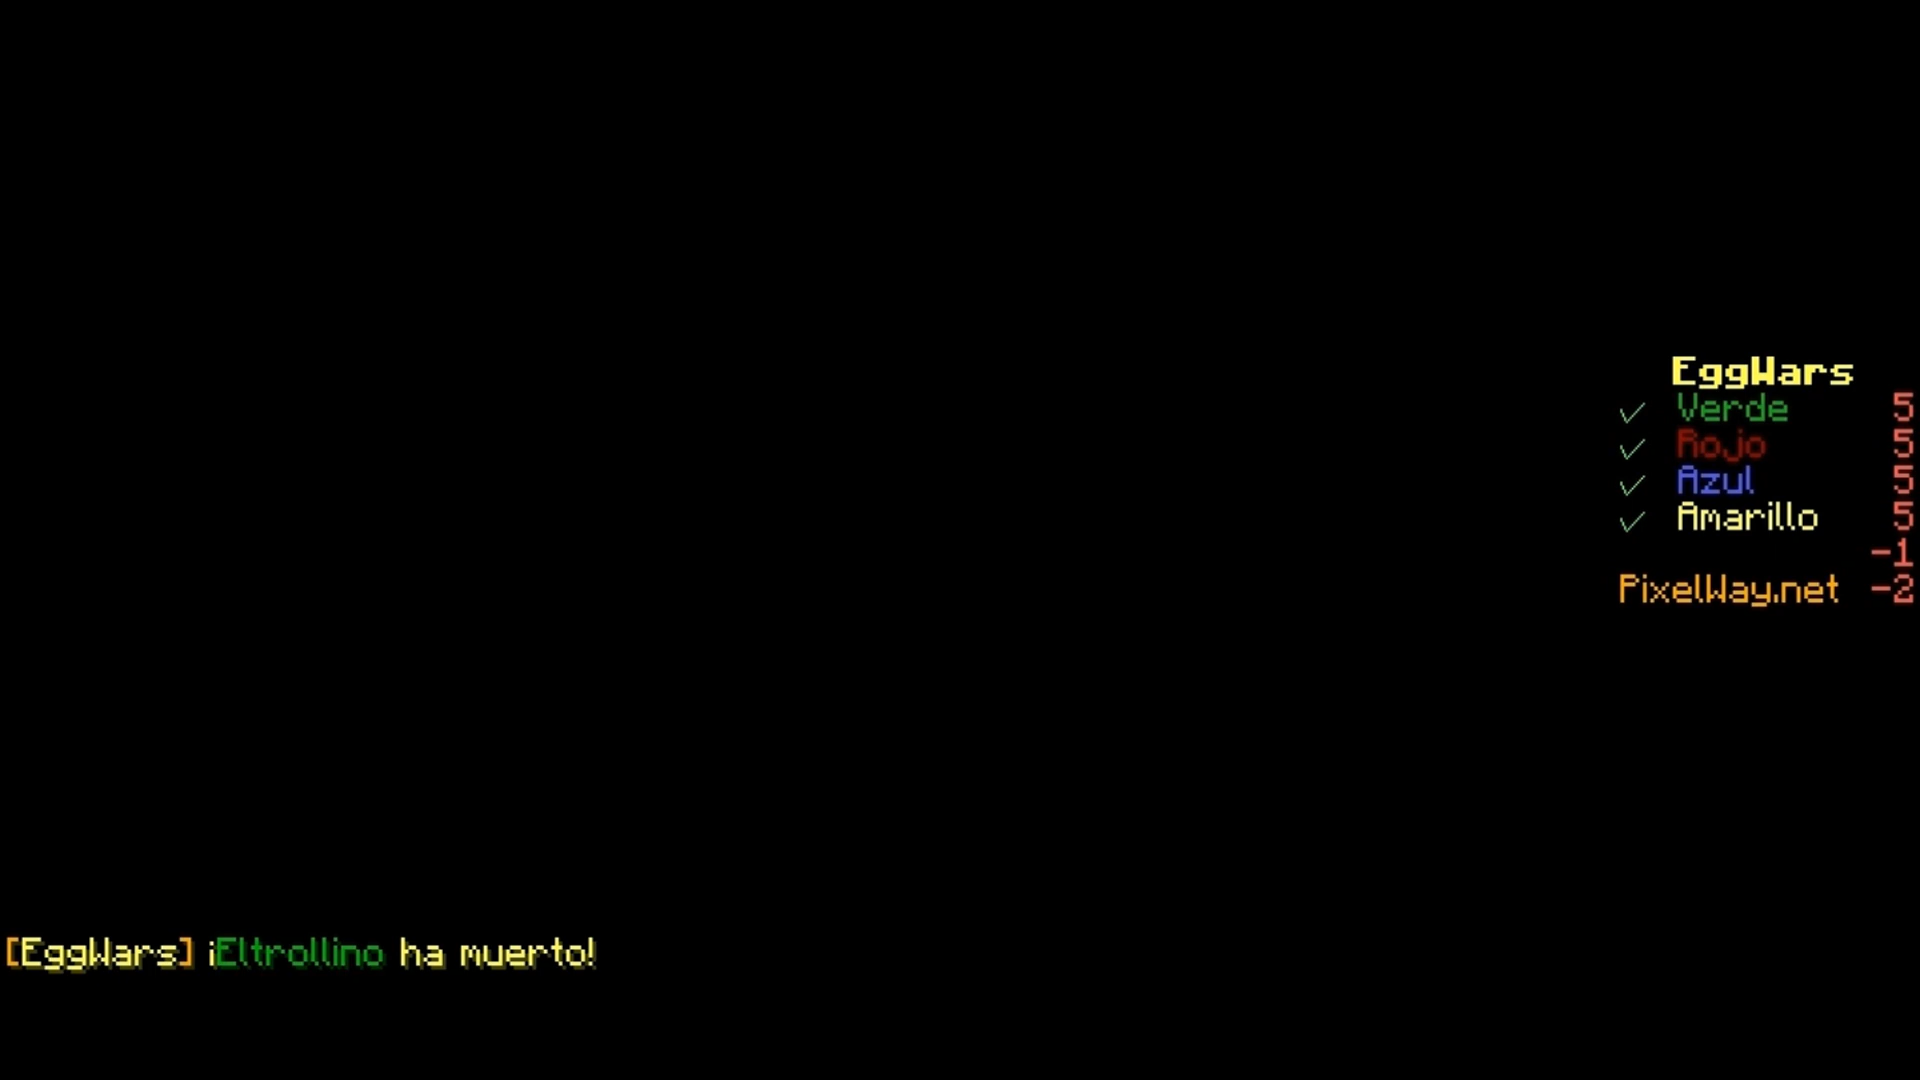 EggWars
✓ Verde 5
✓ Rojo 5
✓ Azul 5
✓ Amarillo 5
-1
PixelWay.net -2
[EggWars] ¡Eltrollino ha muerto!